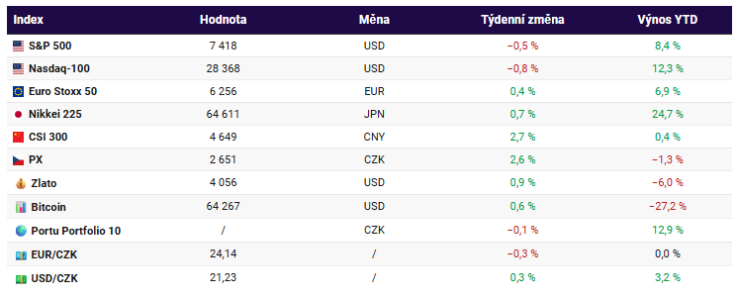 Index Hodnota Měna Týdenní změna Výnos YTD
S&P 500 7 418 USD −0,5 % 8,4 %
Nasdaq-100 28 368 USD −0,8 % 12,3 %
Euro Stoxx 50 6 256 EUR 0,4 % 6,9 %
Nikkei 225 64 611 JPN 0,7 % 24,7 %
CSI 300 4 649 CNY 2,7 % 0,4 %
PX 2 651 CZK 2,6 % −1,3 %
Zlato 4 056 USD 0,9 % −6,0 %
Bitcoin 64 267 USD 0,6 % −27,2 %
Portu Portfolio 10 / CZK −0,1 % 12,9 %
EUR/CZK 24,14 / −0,3 % 0,0 %
USD/CZK 21,23 / 0,3 % 3,2 %